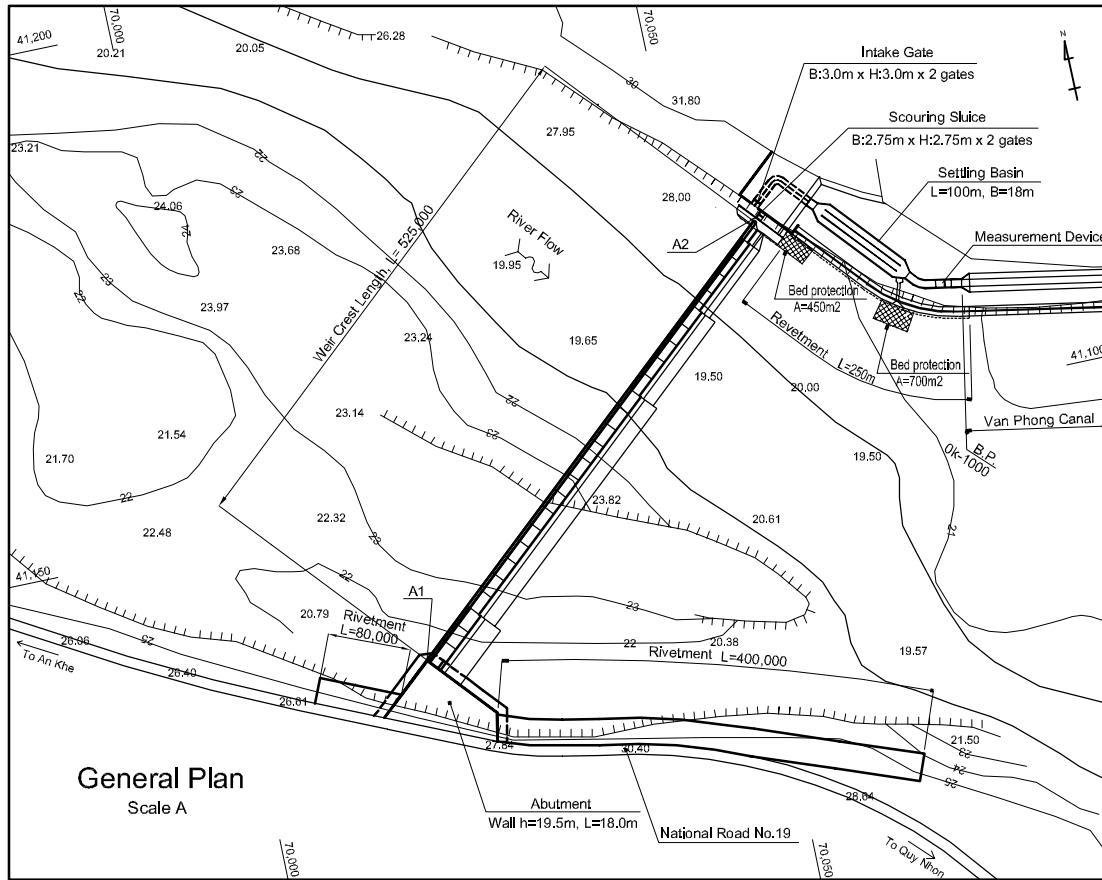 70,000
70,050
N
41,200
20.21
20.05
26.28
30
31.80
Intake Gate
B:3.0m x H:3.0m x 2 gates
Scouring Sluice
B:2.75m x H:2.75m x 2 gates
Settling Basin
L=100m, B=18m
Measurement Device
27.95
28.00
23.21
22
23
24.06
24
23.68
Weir Crest Length, L= 525,000
River Flow
19.95
A2
Bed protection
A=450m2
Bed protection
A=700m2
Revetment L=250m
41,100
Van Phong Canal
B.P
0k-1000
23
22
23.97
23.24
19.65
19.50
20.00
23.14
22
23
21.54
21.70
22
19.50
23.82
20.61
21
22.48
22.32
23
41,150
22
A1
20.79
Rivetment
L=80,000
23
22
20.38
19.57
Rivetment L=400,000
25
26.06
To An Khe
26.40
26.61
27.84
30.40
21.50
23
24
25
28.64
General Plan
Scale A
Abutment
Wall h=19.5m, L=18.0m
National Road No.19
To Quy Nhon
70,000
70,050